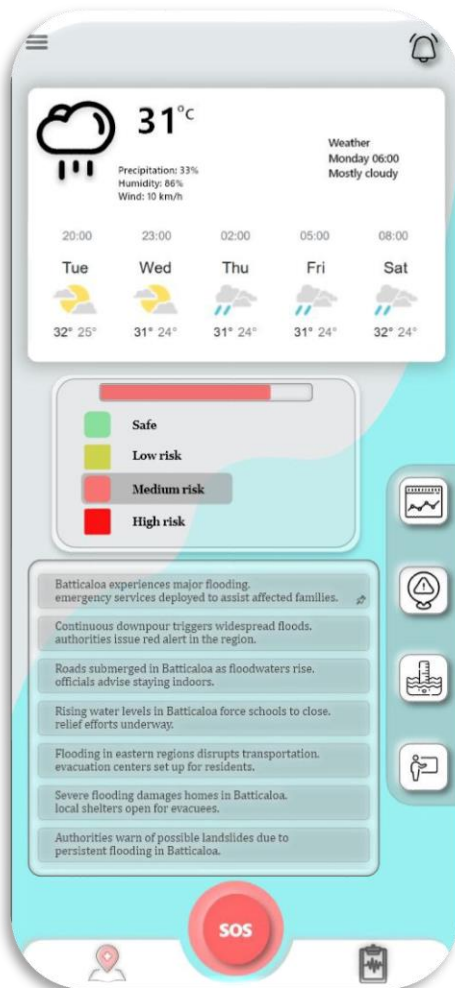 31°C
Precipitation: 33%
Humidity: 86%
Wind: 10 km/h
Weather
Monday 06:00
Mostly cloudy
20:00 23:00 02:00 05:00 08:00
Tue Wed Thu Fri Sat
32° 25° 31° 24° 31° 24° 31° 24° 32° 24°
Safe
Low risk
Medium risk
High risk
Batticaloa experiences major flooding.
emergency services deployed to assist affected families.
Continuous downpour triggers widespread floods.
authorities issue red alert in the region.
Roads submerged in Batticaloa as floodwaters rise.
officials advise staying indoors.
Rising water levels in Batticaloa force schools to close.
relief efforts underway.
Flooding in eastern regions disrupts transportation.
evacuation centers set up for residents.
Severe flooding damages homes in Batticaloa.
local shelters open for evacuees.
Authorities warn of possible landslides due to
persistent flooding in Batticaloa.
SOS